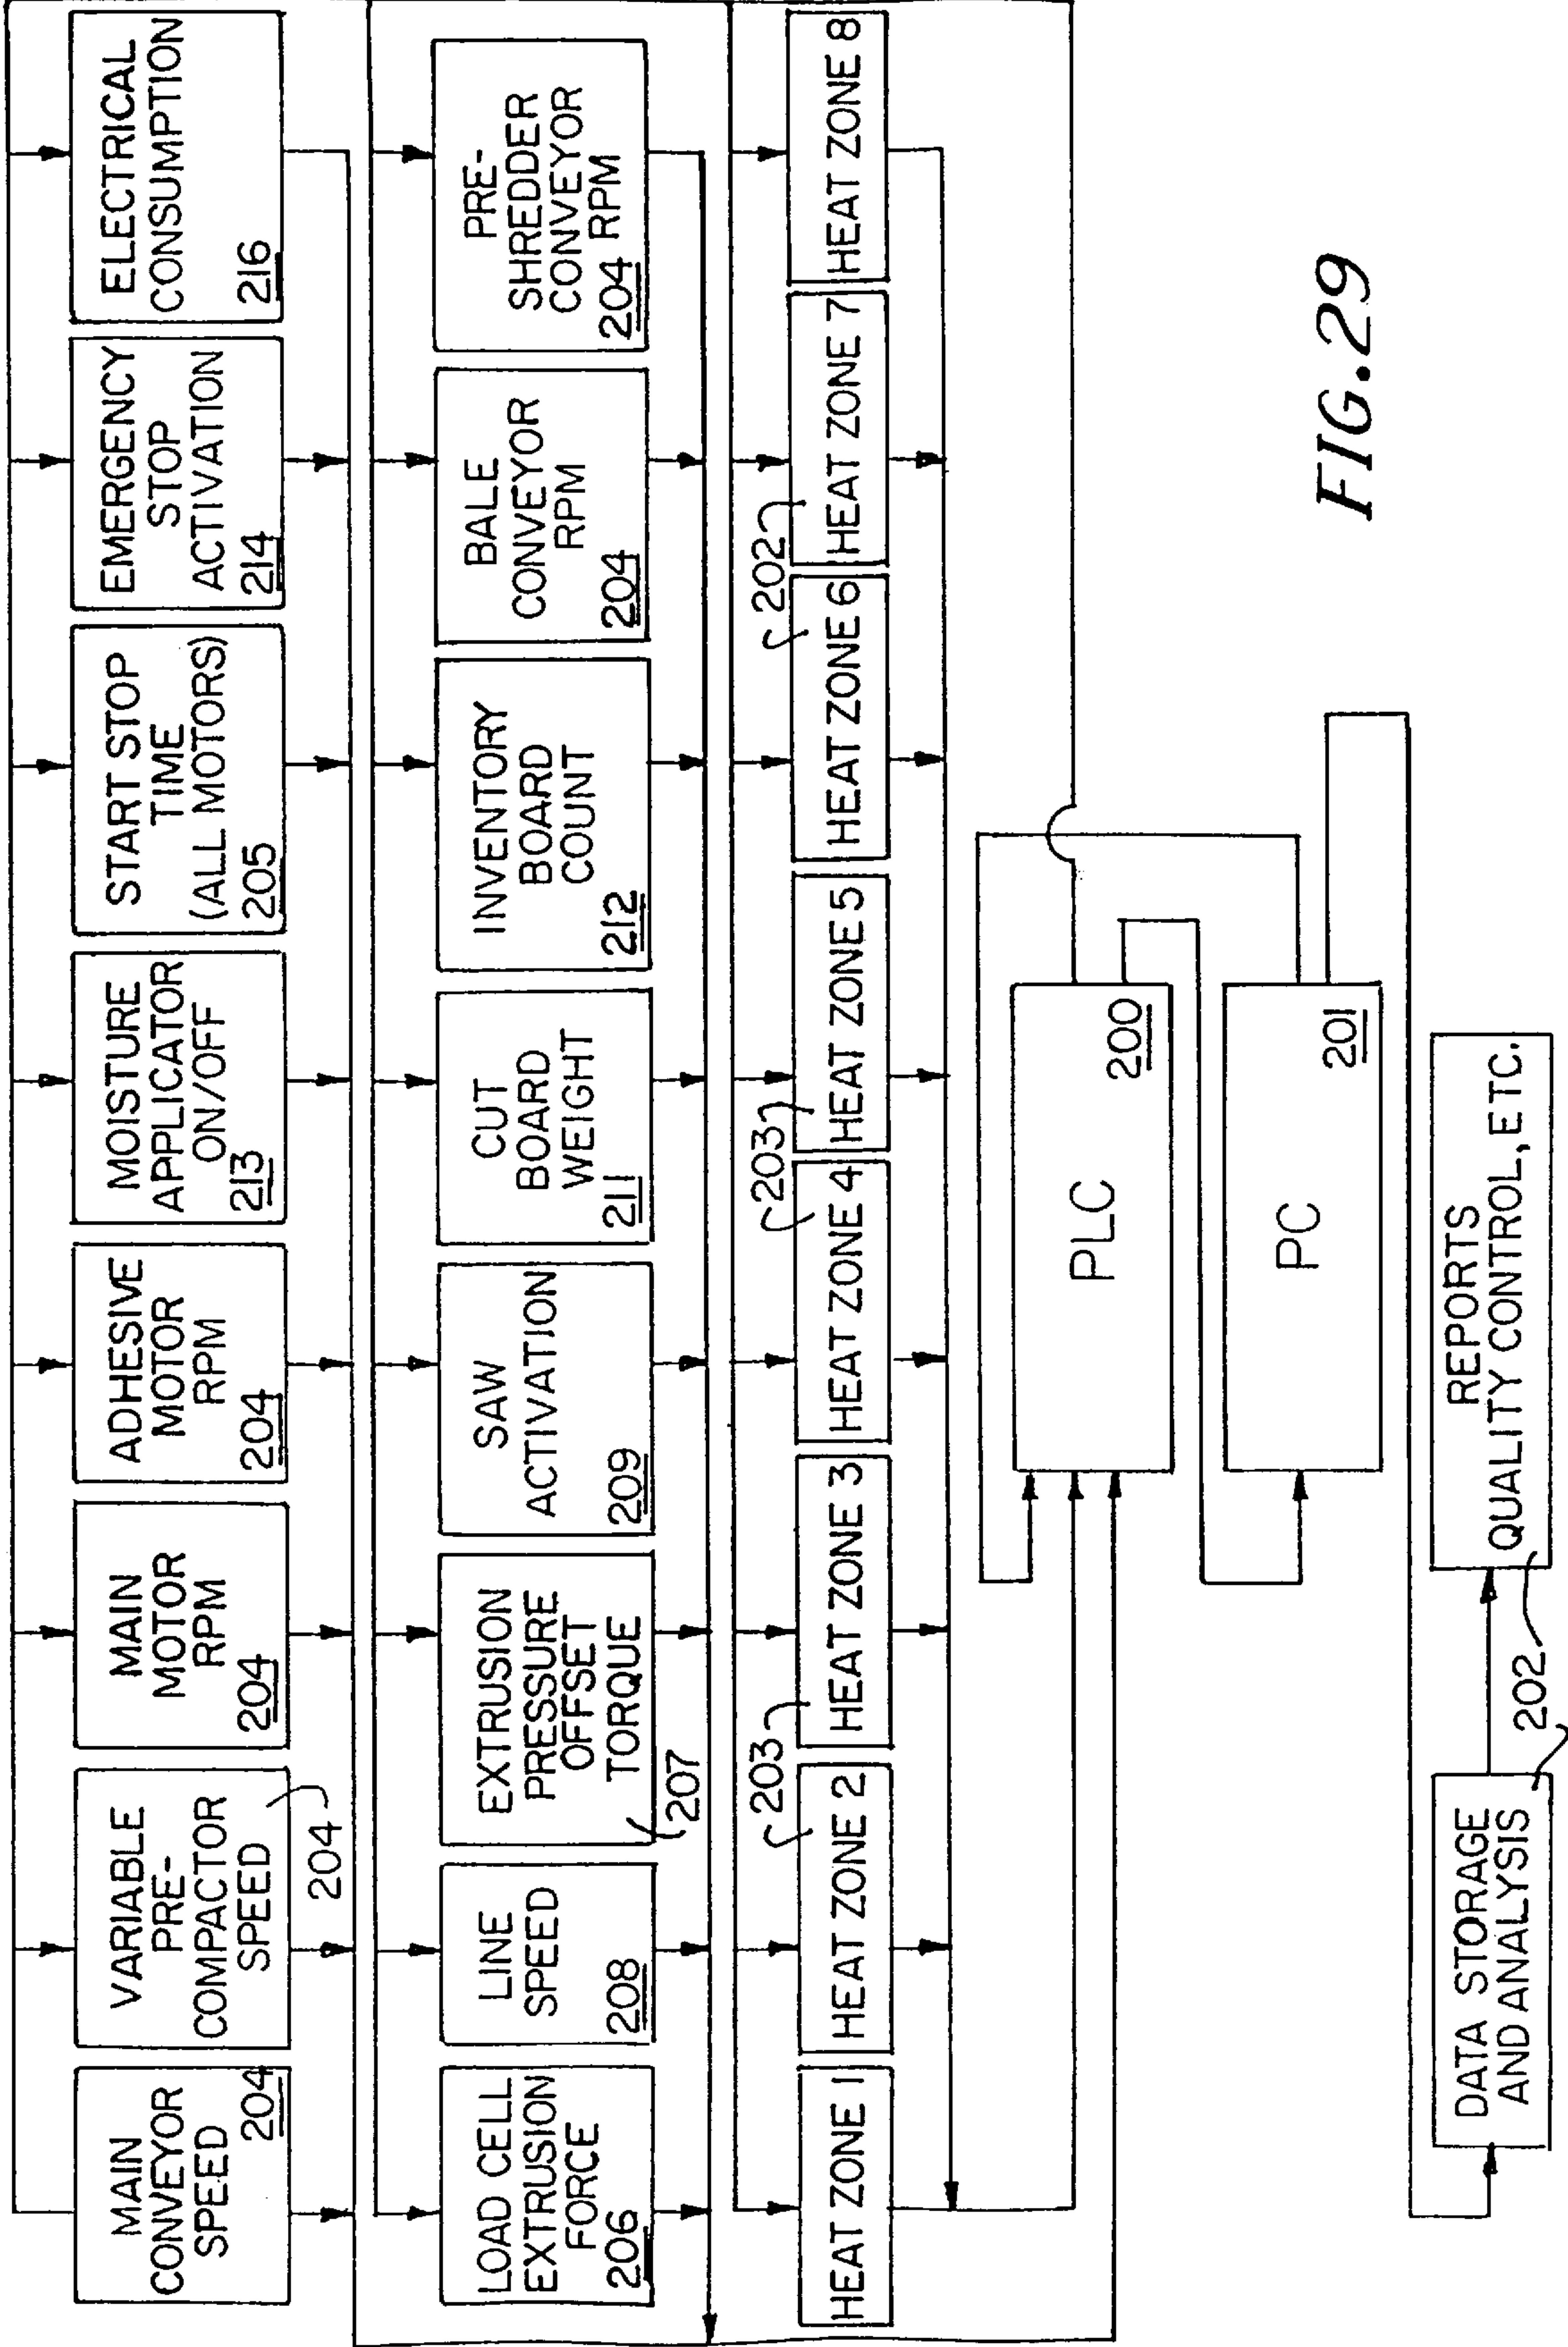 MAIN
CONVEYOR
SPEED
204
VARIABLE
PRE-
COMPACTOR
SPEED
204
MAIN
MOTOR
RPM
204
ADHESIVE
MOTOR
RPM
204
MOISTURE
APPLICATOR
ON/OFF
213
START STOP
TIME
(ALL MOTORS)
205
EMERGENCY
STOP
ACTIVATION
214
ELECTRICAL
CONSUMPTION
216
LOAD CELL
EXTRUSION
FORCE
206
LINE
SPEED
208
EXTRUSION
PRESSURE
OFFSET
TORQUE
207
SAW
ACTIVATION
209
CUT
BOARD
WEIGHT
211
INVENTORY
BOARD
COUNT
212
BALE
CONVEYOR
RPM
204
PRE-
SHREDDER
CONVEYOR
RPM
204
203
203
202
HEAT ZONE 1
HEAT ZONE 2
HEAT ZONE 3
HEAT ZONE 4
HEAT ZONE 5
HEAT ZONE 6
HEAT ZONE 7
HEAT ZONE 8
PLC
200
PC
201
DATA STORAGE
AND ANALYSIS
202
REPORTS
QUALITY CONTROL, ETC.
FIG.29